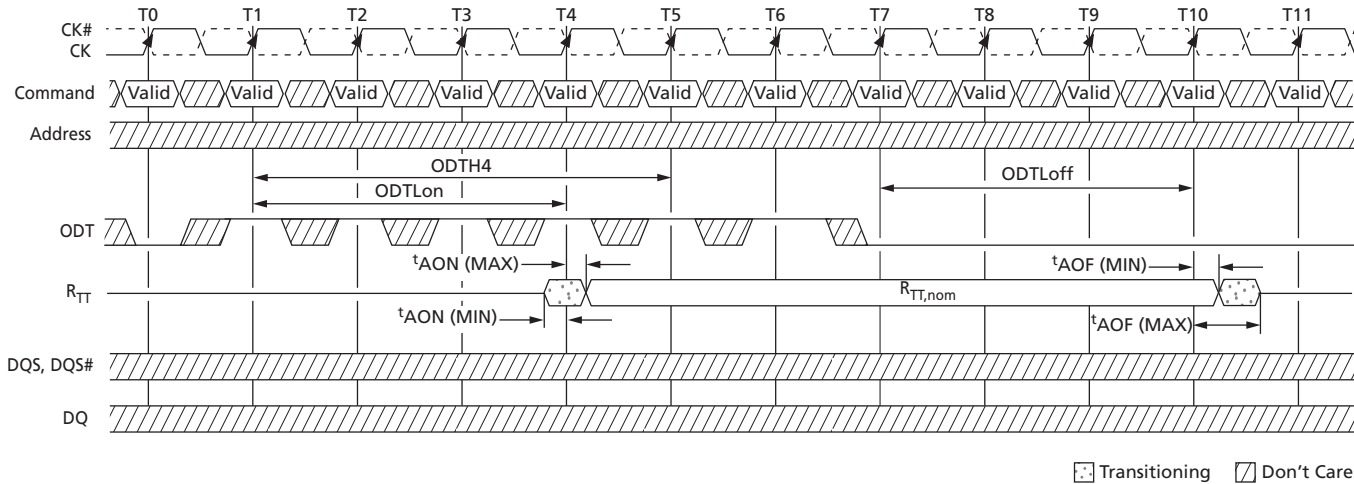 T0 T1 T2 T3 T4 T5 T6 T7 T8 T9 T10 T11
CK#
CK
Command Valid Valid Valid Valid Valid Valid Valid Valid Valid Valid Valid Valid
Address
ODTH4
ODTLon
ODTLoff
ODT
tAON (MAX)
tAOF (MIN)
RTT
RTT,nom
tAON (MIN)
tAOF (MAX)
DQS, DQS#
DQ
Transitioning Don't Care